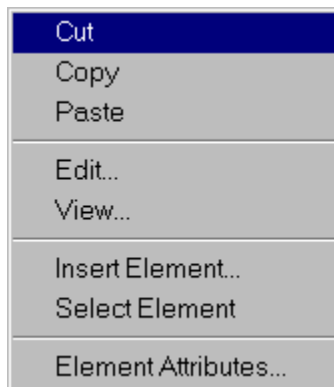 Cut
Copy
Paste
Edit...
View...
Insert Element...
Select Element
Element Attributes...